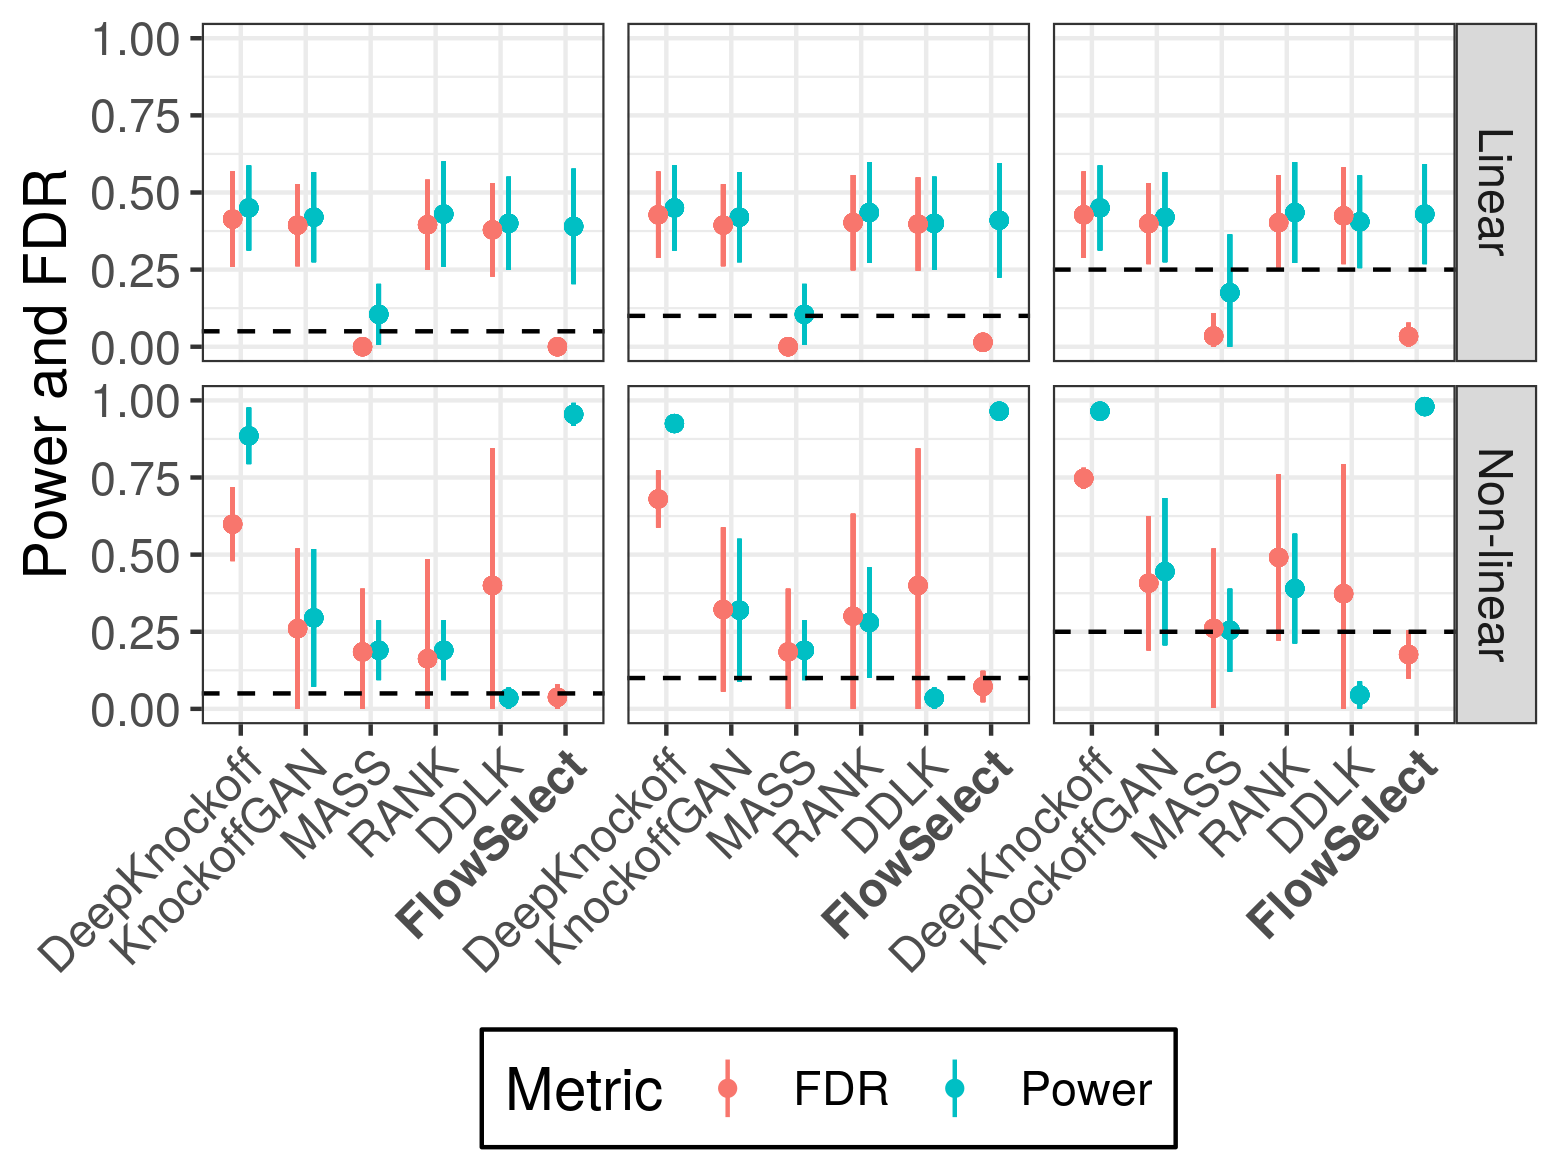 Power and FDR
1.00
0.75
0.50
0.25
0.00
Linear
1.00
0.75
0.50
0.25
0.00
Non-linear
DeepKnockoff
KnockoffGAN
MASS
RANK
DDLK
FlowSelect
DeepKnockoff
KnockoffGAN
MASS
RANK
DDLK
FlowSelect
DeepKnockoff
KnockoffGAN
MASS
RANK
DDLK
FlowSelect
Metric FDR Power